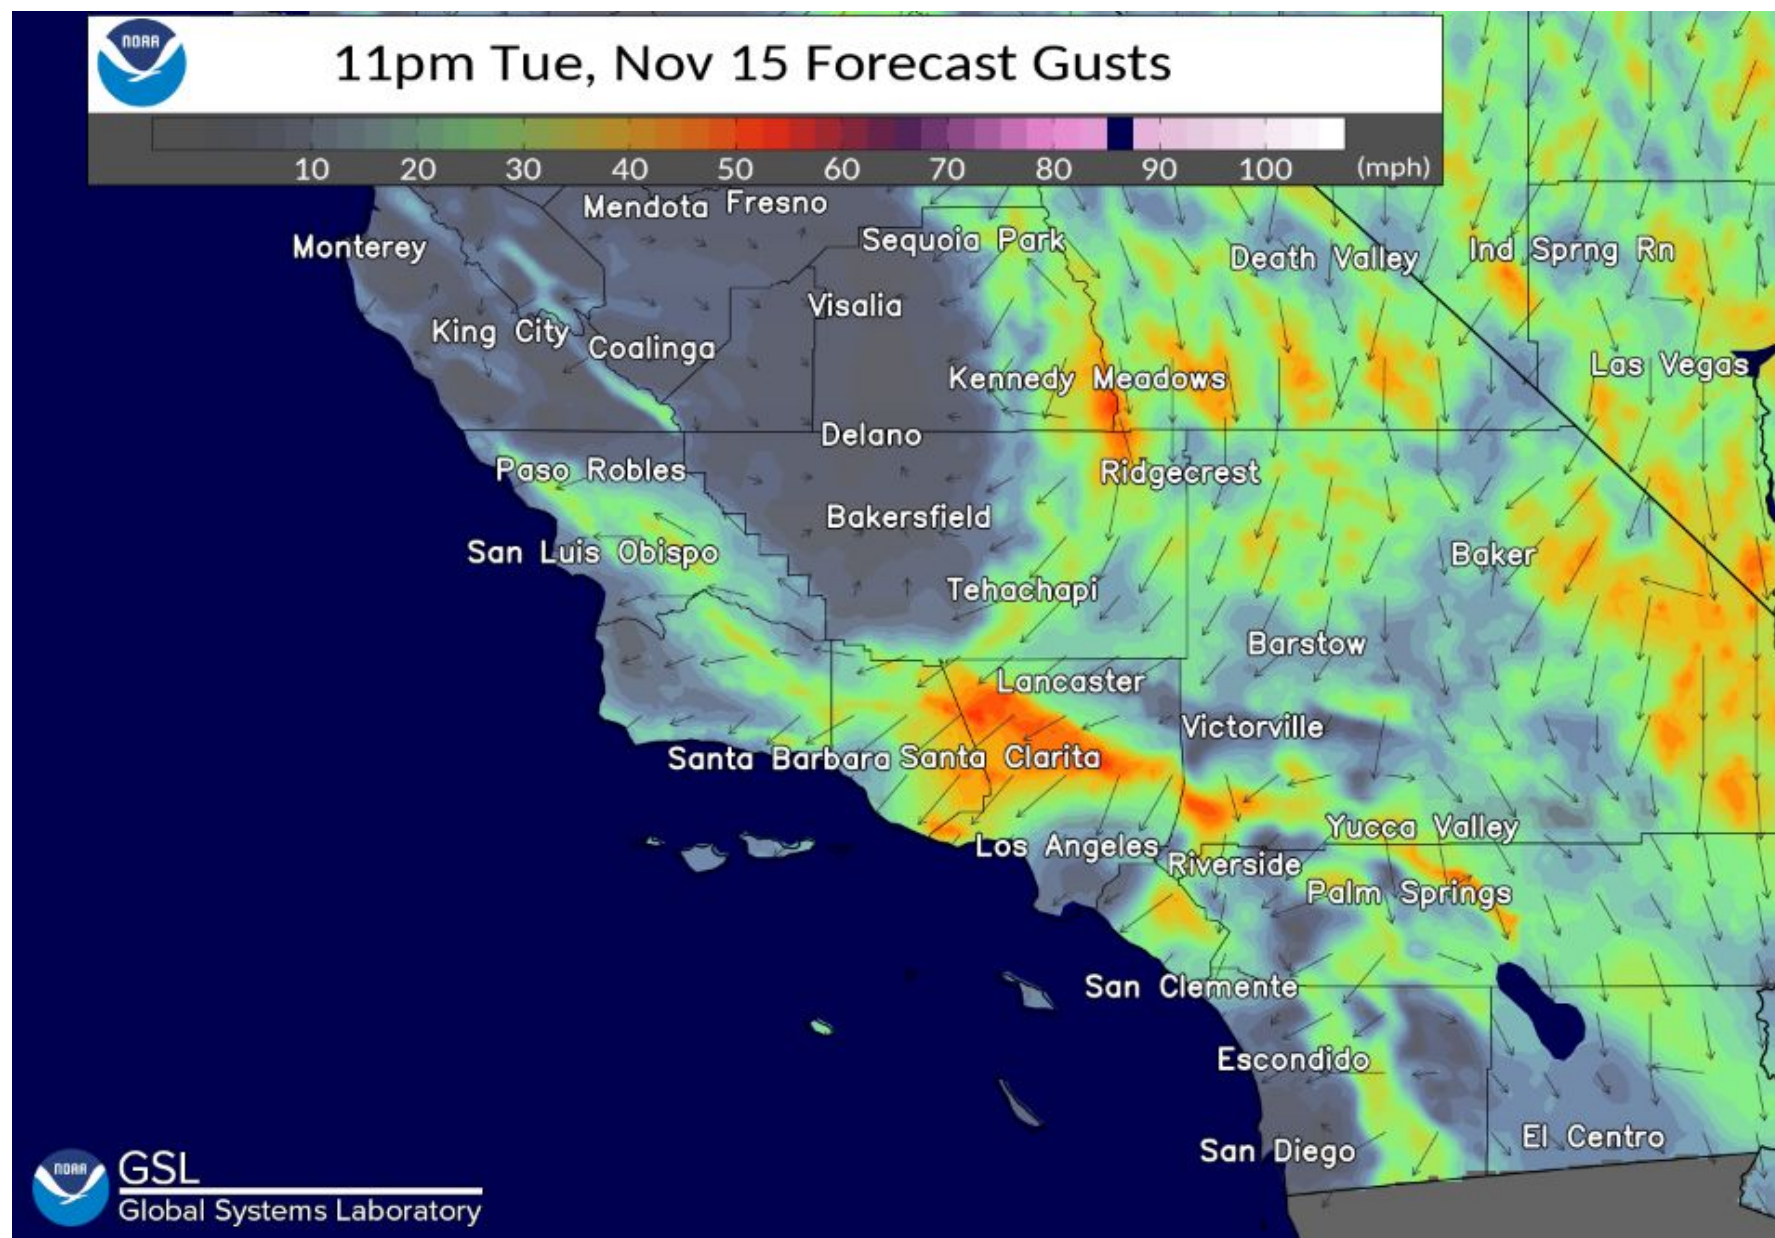 NOAA
11pm Tue, Nov 15 Forecast Gusts
10 20 30 40 50 60 70 80 90 100 (mph)
Mendota Fresno
Monterey
Sequoia Park
Death Valley
Ind Sprng Rn
Visalia
King City
Coalinga
Las Vegas
Kennedy Meadows
Delano
Paso Robles
Ridgecrest
Bakersfield
San Luis Obispo
Baker
Tehachapi
Barstow
Lancaster
Victorville
Santa Barbara
Santa Clarita
Yucca Valley
Los Angeles
Riverside
Palm Springs
San Clemente
Escondido
San Diego
El Centro
NOAA
GSL
Global Systems Laboratory